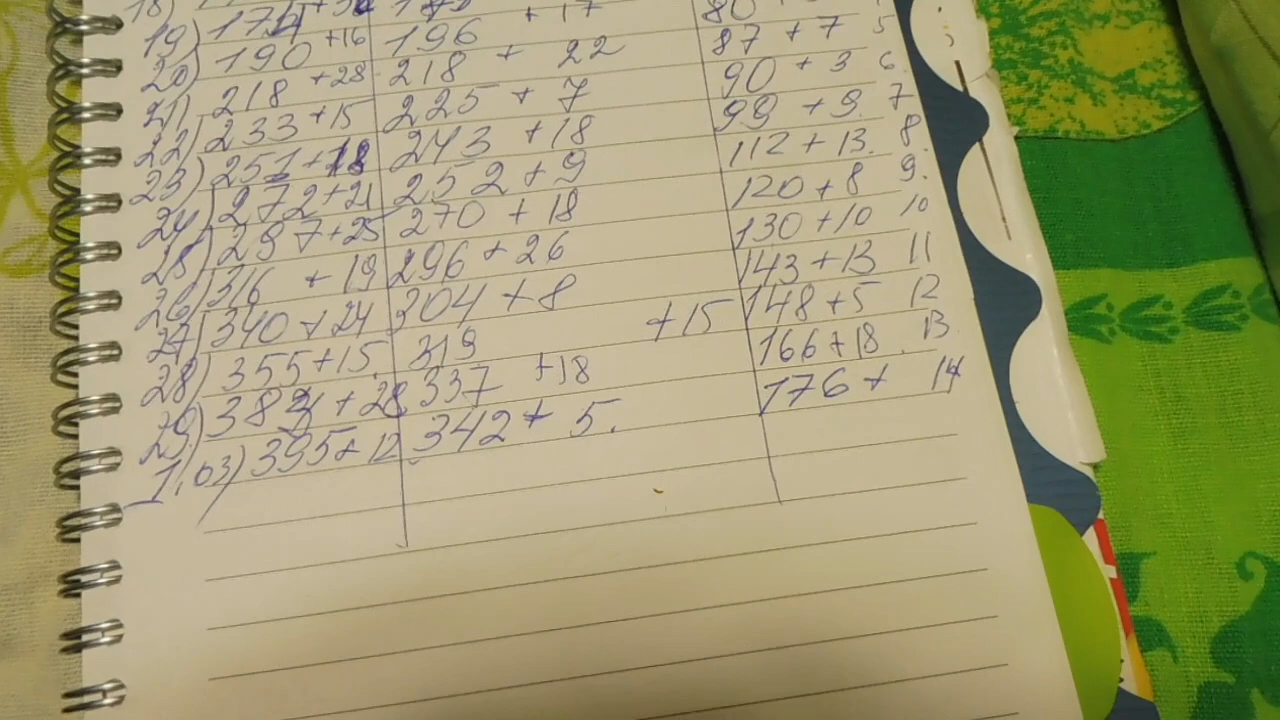 18)
19) 174 + 17 80
20) 190 +16 196 + 22 87 + 7 5
21) 218 +28 218 + 7 90 + 3 6
22) 233 +15 225 + 7 99 + 9. 7
23) 251 +18 243 +18 112 + 13. 8
24) 272 +21 252 + 9 120 + 8 9.
25) 297 +25 270 + 18 130 + 10 10
26) 316 + 19 296 + 26 143 + 13 11
27) 340 + 24 304 + 8 +15 148 + 5 12
28) 355 + 15. 319 166 + 18. 13
29) 383 + 28 337 +18 176 + 14
1.03) 395 + 12 342 + 5.